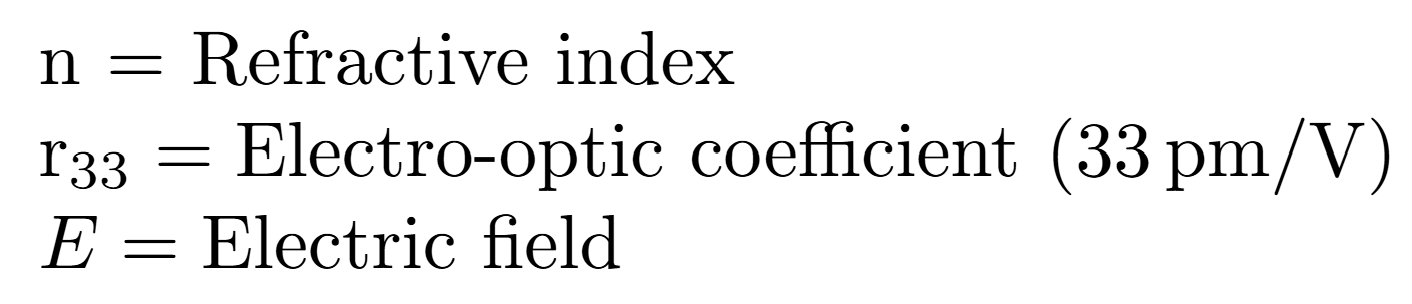 n = Refractive index
r₃₃ = Electro-optic coefficient (33 pm/V)
E = Electric field